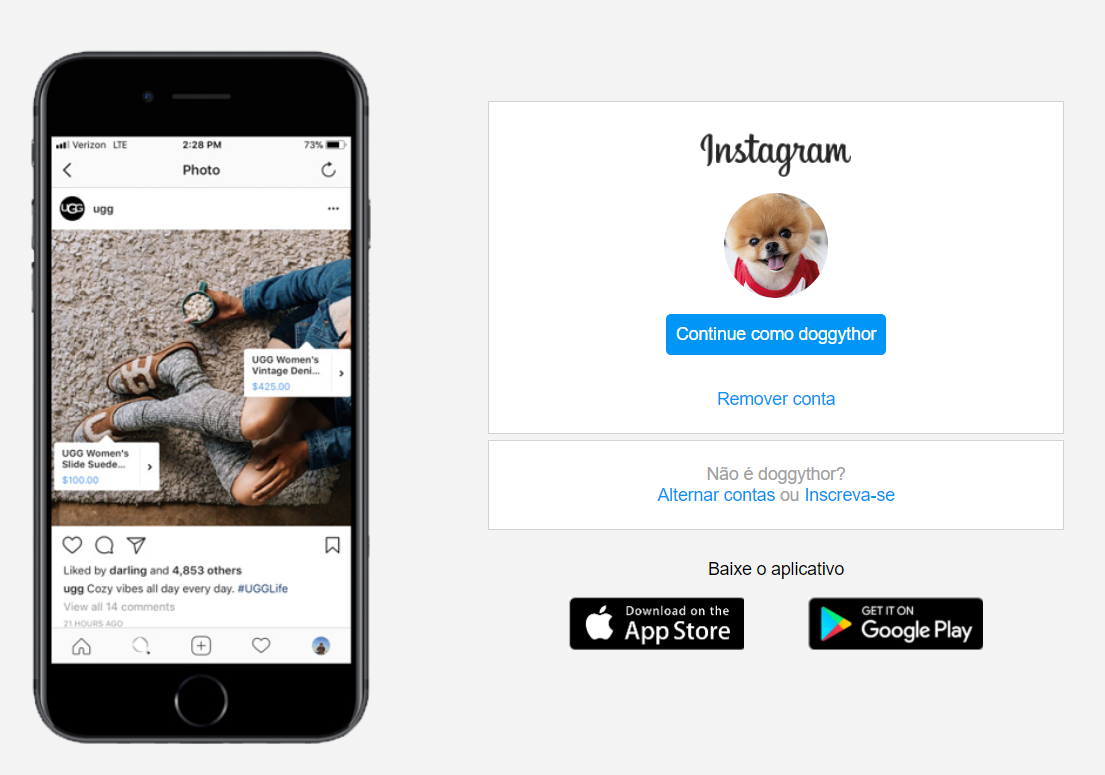 Verizon LTE 2:28 PM 73%
Photo
UGG ugg
UGG Women's
Vintage Deni...
$425.00
UGG Women's
Slide Suede...
$100.00
Liked by darling and 4,853 others
ugg Cozy vibes all day every day. #UGGLife
View all 14 comments
21 HOURS AGO
Instagram
Continue como doggythor
Remover conta
Não é doggythor?
Alternar contas ou Inscreva-se
Baixe o aplicativo
Download on the
App Store
GET IT ON
Google Play